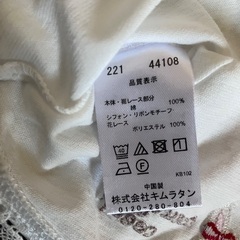 221 44108
品質表示
本体・裾レース部分
綿 100%
シフォン・リボンモチーフ・
花レース
ポリエステル 100%
KB102
中国製
株式会社キムラタン
0120-280-804